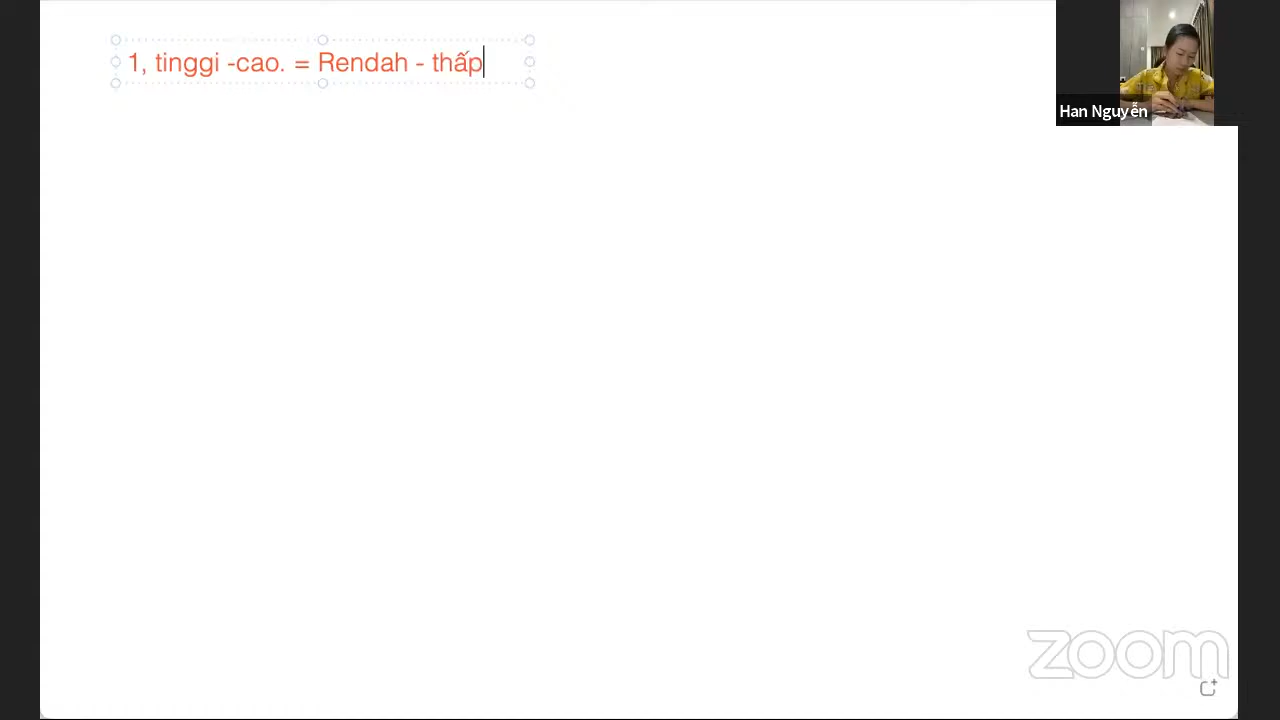 1, tinggi -cao. = Rendah - thấp
Han Nguyễn
zoom